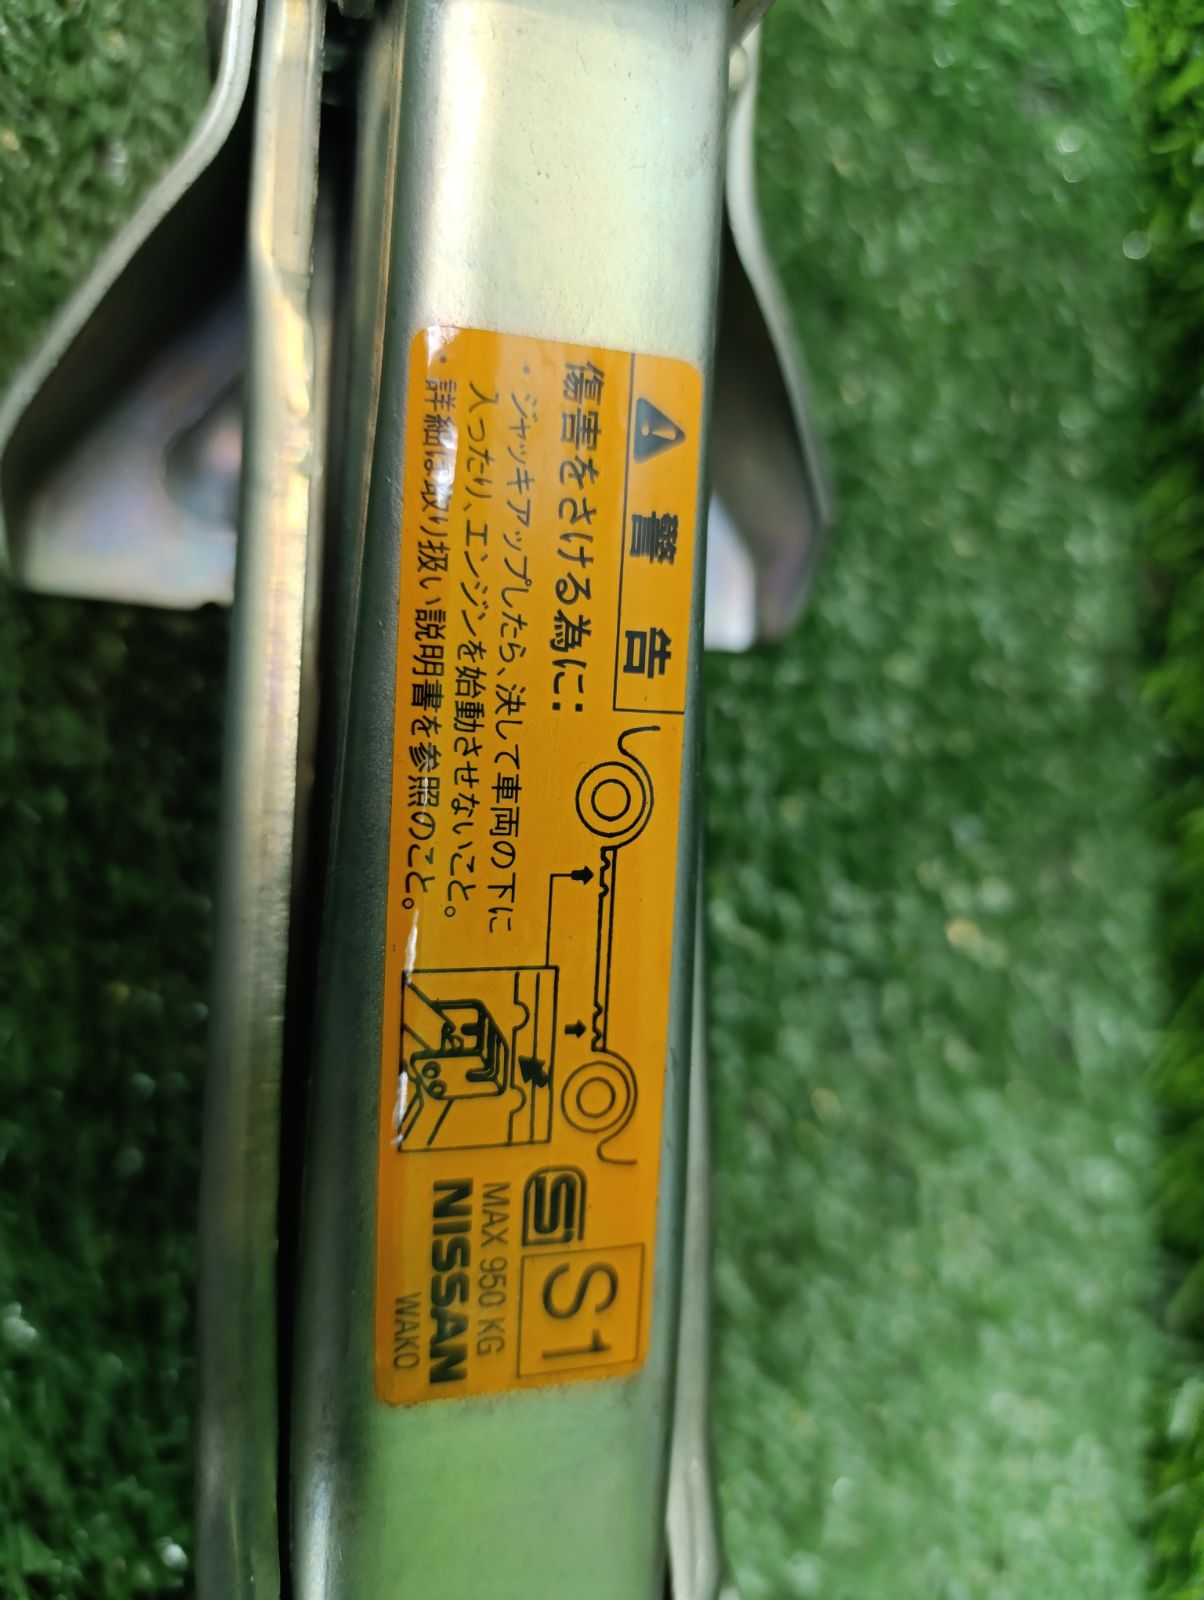 警告
傷害をさける為に:
・ジャッキアップしたら、決して車両の下に
入ったり、エンジンを始動させないこと。
・詳細は取り扱い説明書を参照のこと。
S1
MAX 950 KG
NISSAN
WAKO